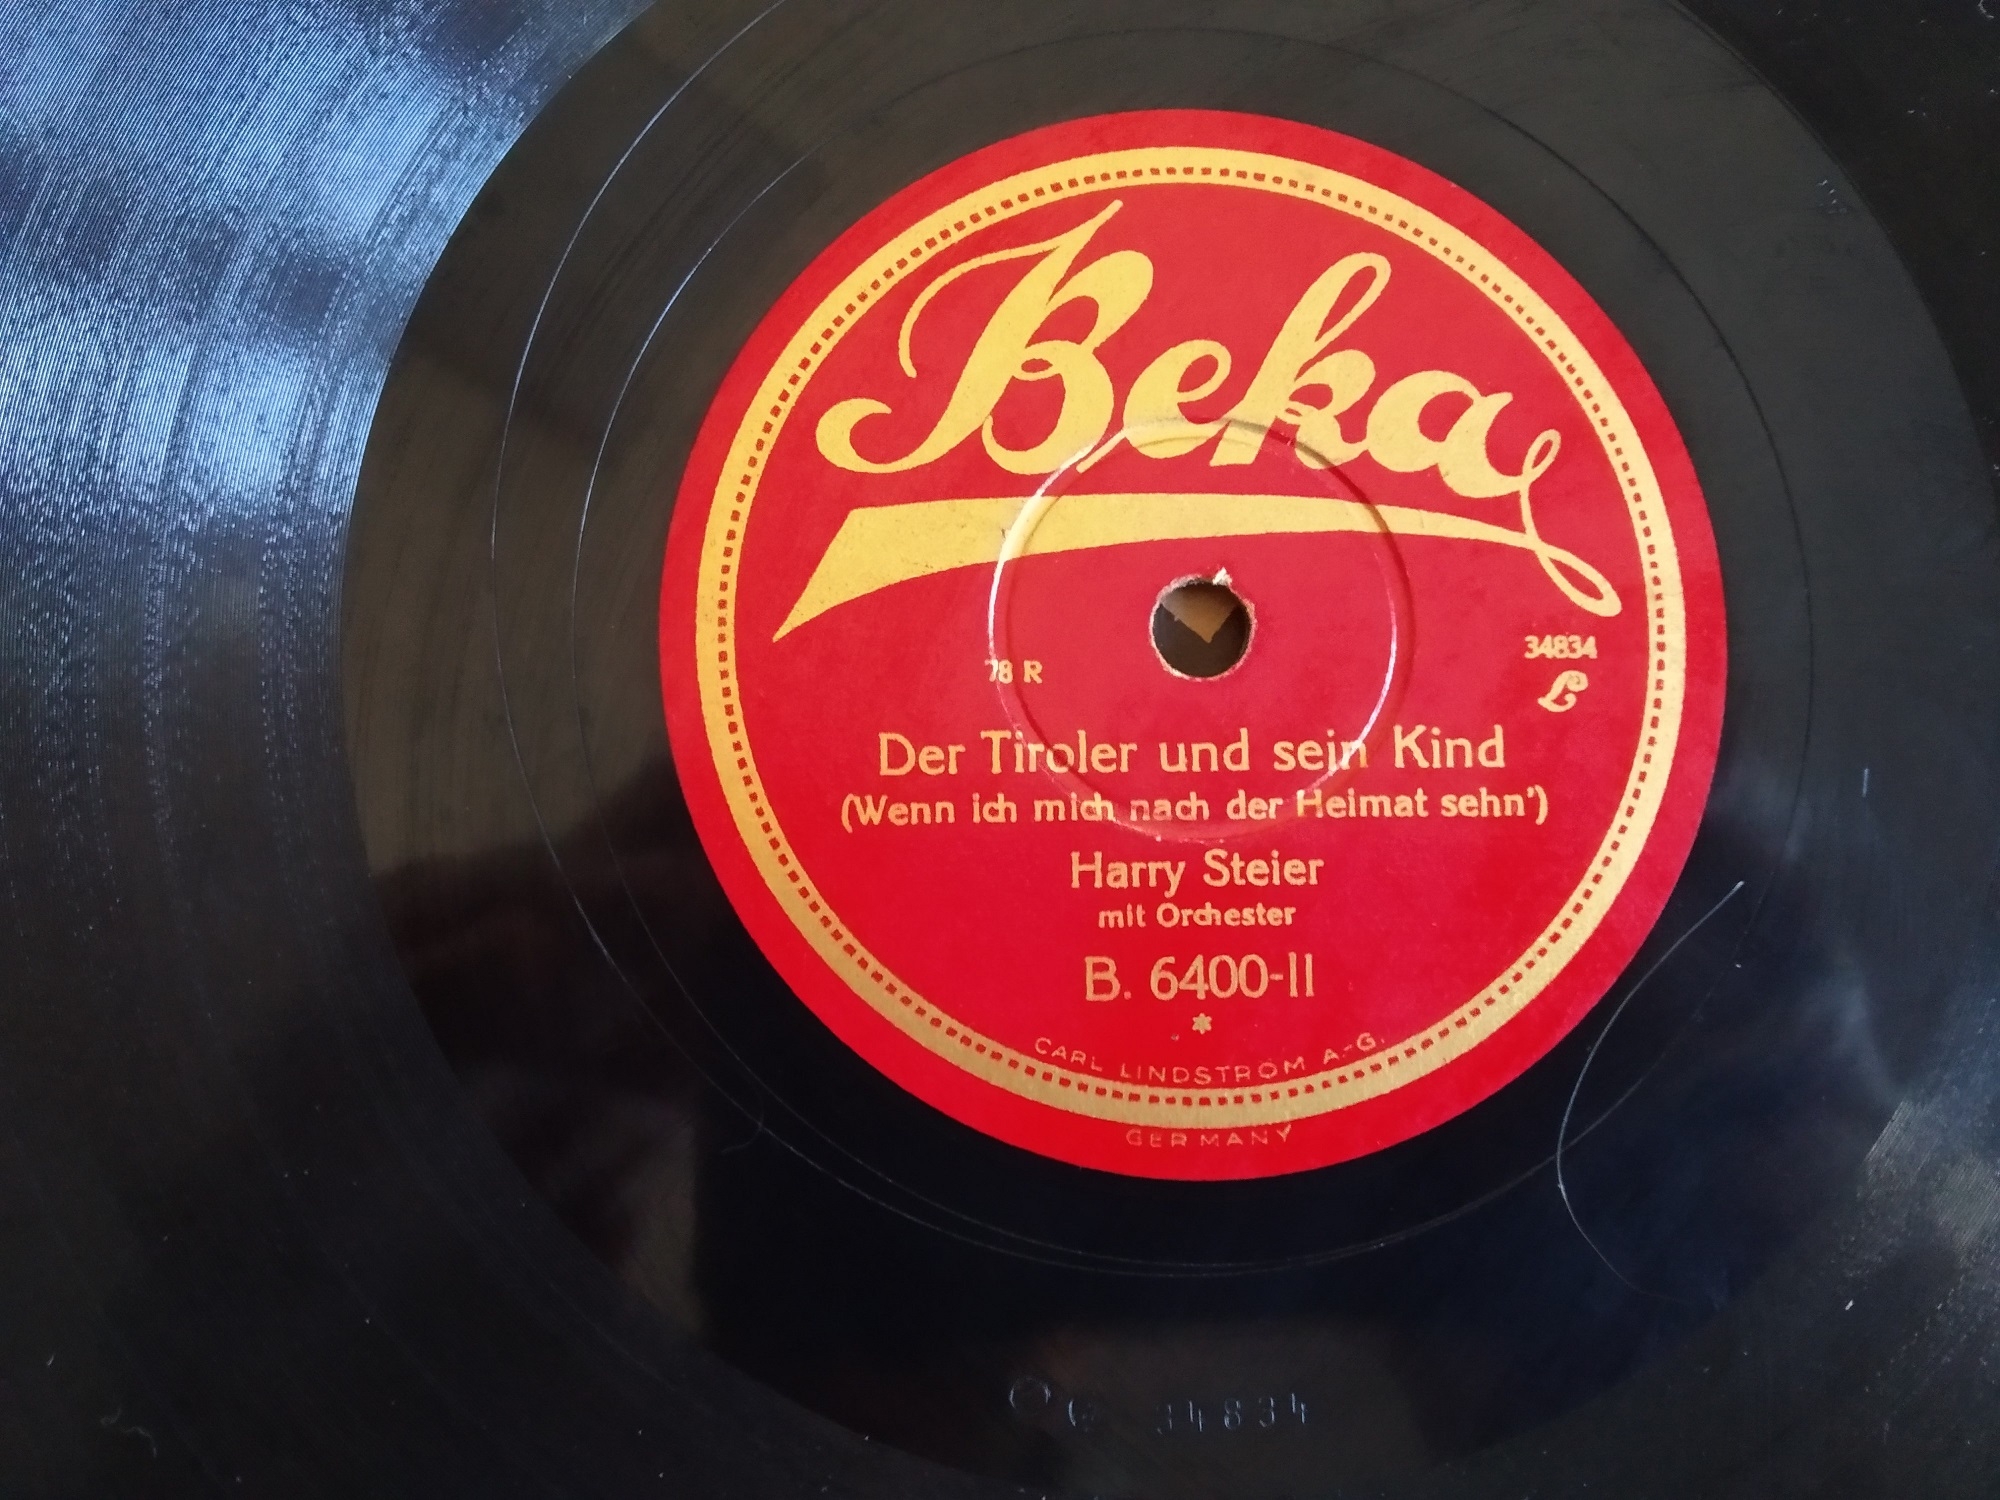 Beka
34834
L
78 R
Der Tiroler und sein Kind
(Wenn ich mich nach der Heimat sehn')
Harry Steier
mit Orchester
B. 6400-II
*
CARL LINDSTRÖM A.-G.
GERMANY
34834